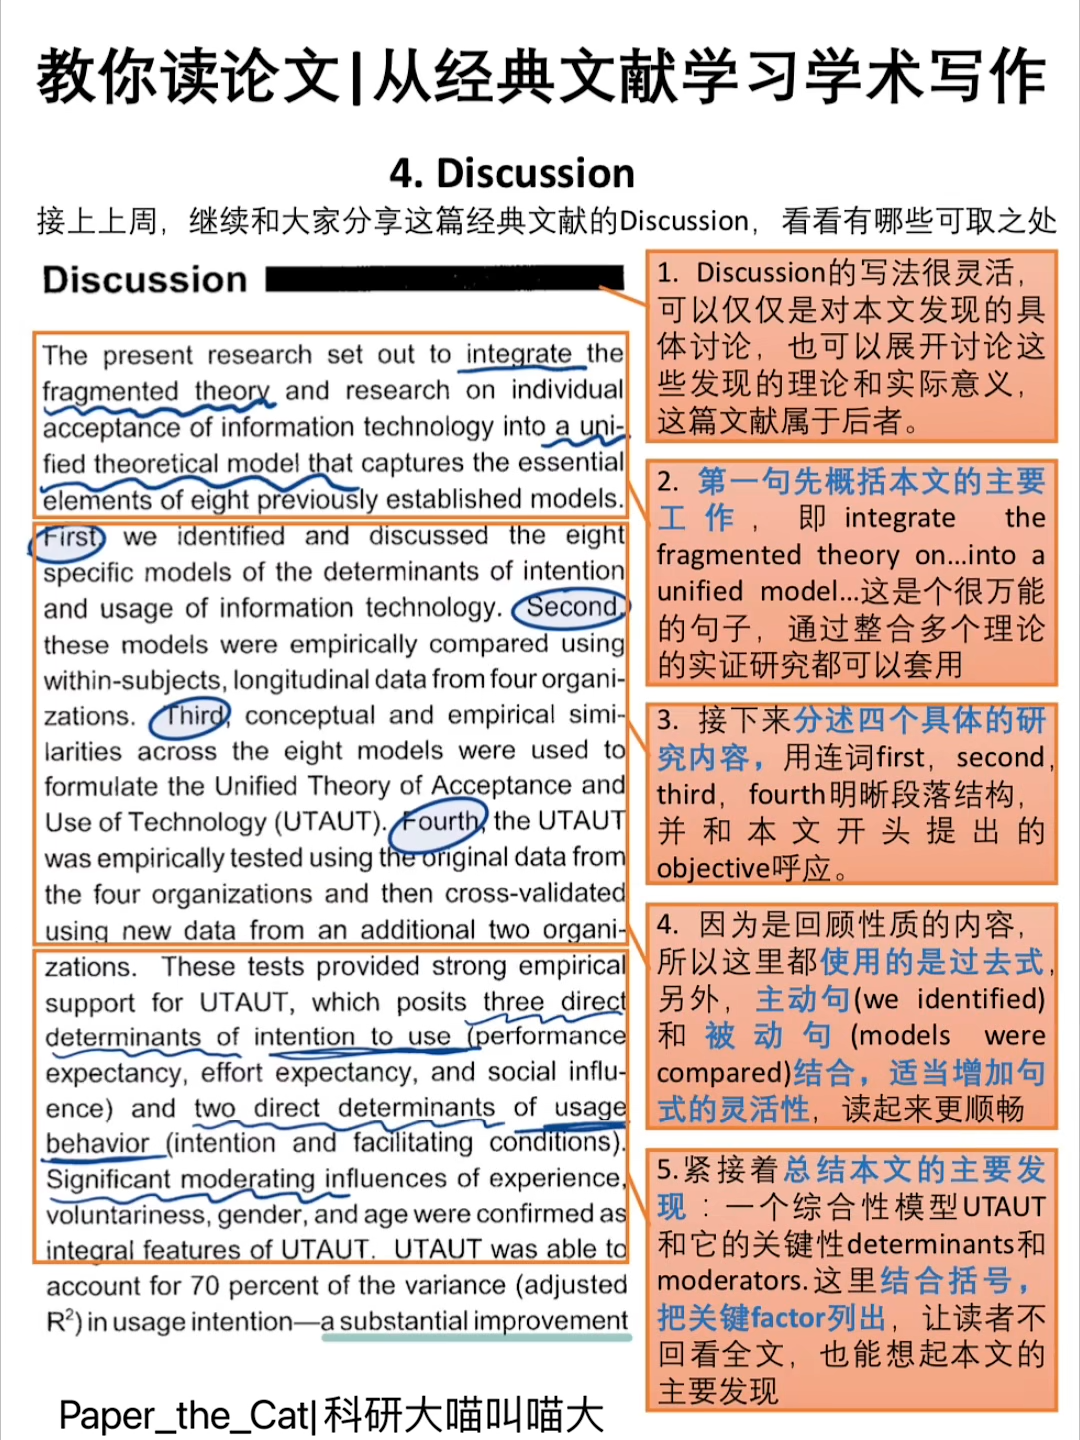 教你读论文|从经典文献学习学术写作
4. Discussion
接上上周，继续和大家分享这篇经典文献的Discussion，看看有哪些可取之处
Discussion
The present research set out to integrate the
fragmented theory and research on individual
acceptance of information technology into a uni-
fied theoretical model that captures the essential
elements of eight previously established models.
First we identified and discussed the eight
specific models of the determinants of intention
and usage of information technology. Second,
these models were empirically compared using
within-subjects, longitudinal data from four organi-
zations. Third, conceptual and empirical simi-
larities across the eight models were used to
formulate the Unified Theory of Acceptance and
Use of Technology (UTAUT). Fourth, the UTAUT
was empirically tested using the original data from
the four organizations and then cross-validated
using new data from an additional two organi-
zations. These tests provided strong empirical
support for UTAUT, which posits three direct
determinants of intention to use (performance
expectancy, effort expectancy, and social influ-
ence) and two direct determinants of usage
behavior (intention and facilitating conditions).
Significant moderating influences of experience,
voluntariness, gender, and age were confirmed as
integral features of UTAUT. UTAUT was able to
account for 70 percent of the variance (adjusted
R²) in usage intention—a substantial improvement
1. Discussion的写法很灵活，
可以仅仅是对本文发现的具
体讨论，也可以展开讨论这
些发现的理论和实际意义，
这篇文献属于后者。
2. 第一句先概括本文的主要
工作，即 integrate the
fragmented theory on...into a
unified model...这是个很万能
的句子，通过整合多个理论
的实证研究都可以套用
3. 接下来分述四个具体的研
究内容，用连词first，second，
third，fourth明晰段落结构，
并和本文开头提出的
objective呼应。
4. 因为是回顾性质的内容，
所以这里都使用的是过去式，
另外，主动句(we identified)
和被动句(models were
compared)结合，适当增加句
式的灵活性，读起来更顺畅
5.紧接着总结本文的主要发
现：一个综合性模型UTAUT
和它的关键性determinants和
moderators.这里结合括号，
把关键factor列出，让读者不
回看全文，也能想起本文的
主要发现
Paper_the_Cat|科研大喵叫喵大